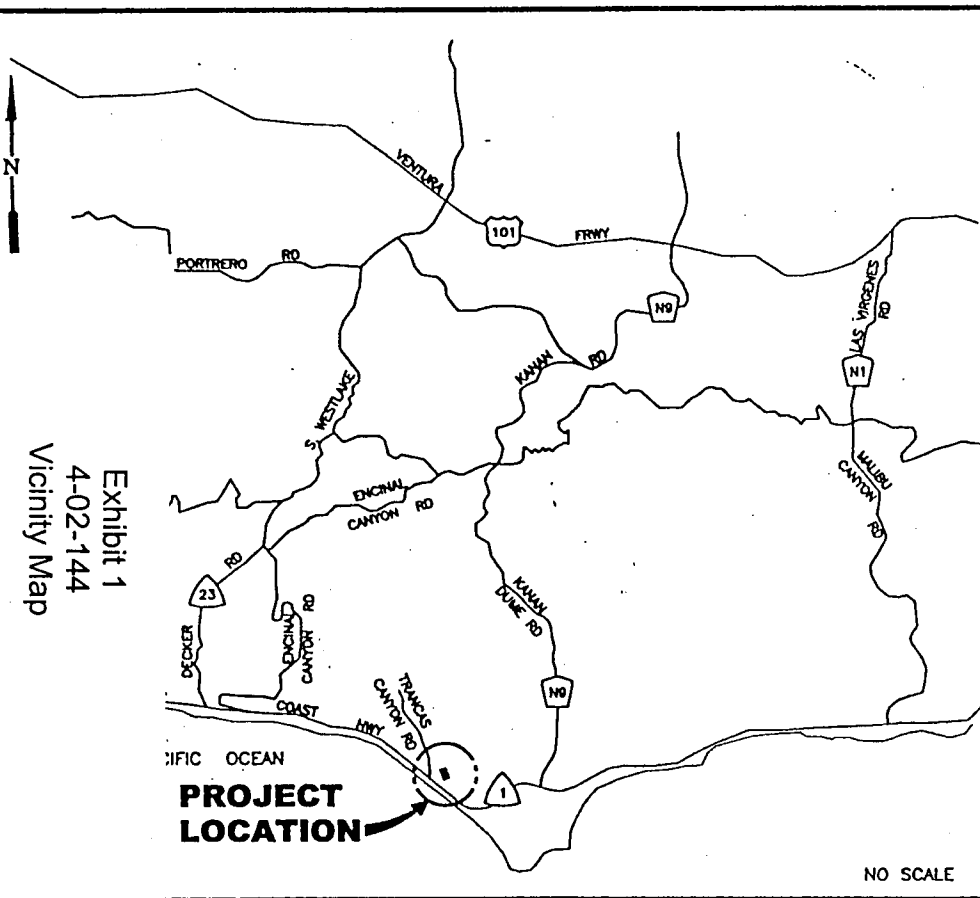 N
VENTURA
101
FRWY
PORTRERO RD
LAS VIRGENES RD
N9
KANAN RD
N1
S WESTLAKE
MALIBU
CANYON RD
ENCINAL
CANYON RD
Exhibit 1
4-02-144
Vicinity Map
RD
23
DECKER
ENCINAL
CANYON RD
KANAN
DUME RD
TRANCAS
CANYON RD
N9
COAST
HWY
IFIC OCEAN
PROJECT
LOCATION
1
NO SCALE